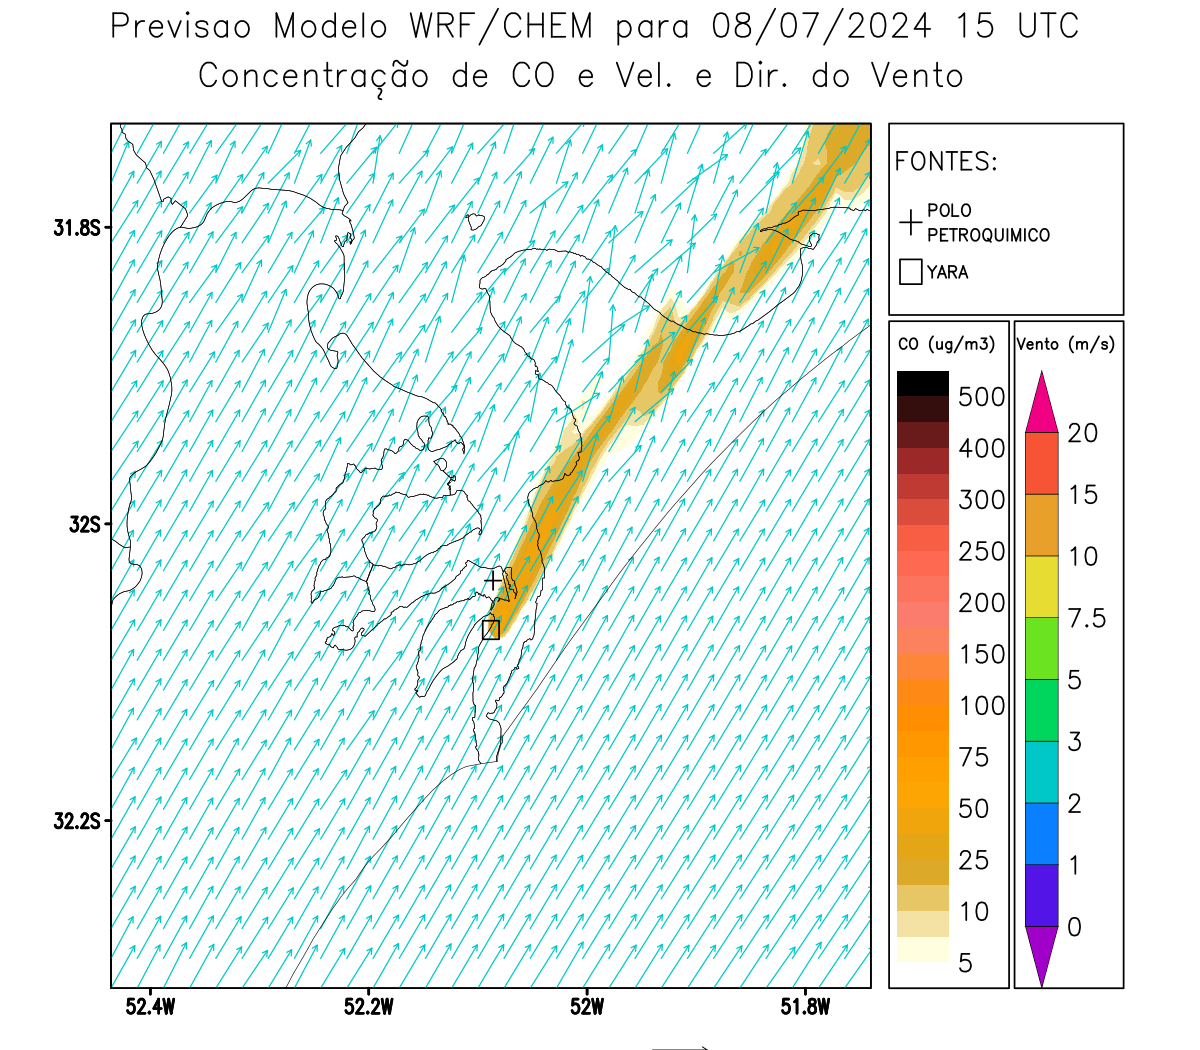 Previsao Modelo WRF/CHEM para 08/07/2024 15 UTC
Concentração de CO e Vel. e Dir. do Vento
FONTES:
POLO
PETROQUIMICO
YARA
CO (ug/m3)
500
400
300
250
200
150
100
75
50
25
10
5
Vento (m/s)
20
15
10
7.5
5
3
2
1
0
31.8S
32S
32.2S
52.4W
52.2W
52W
51.8W